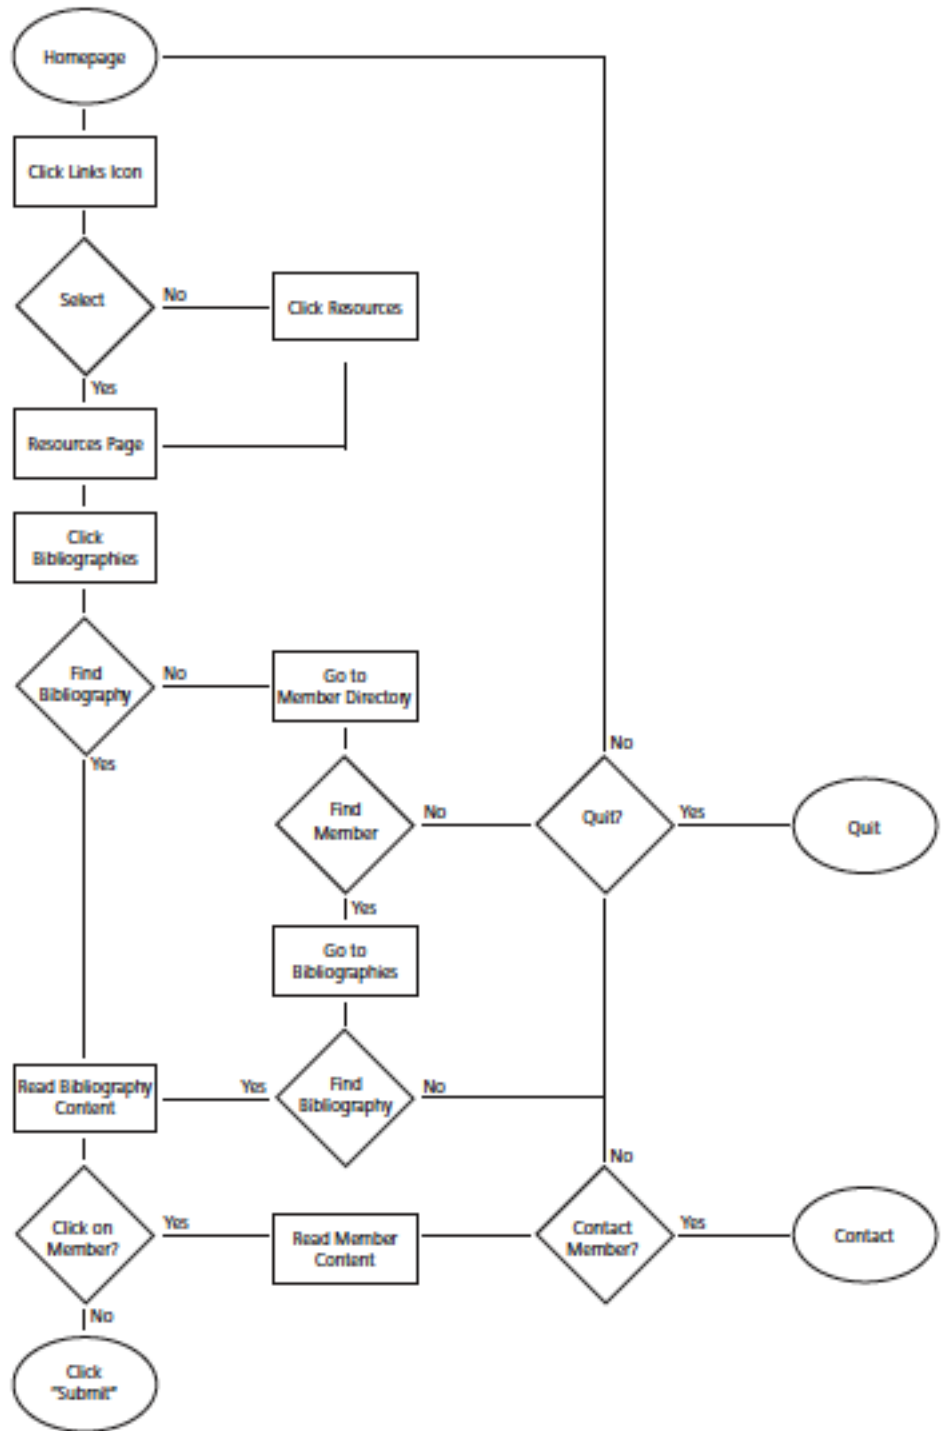 Homepage
Click Links Icon
Select
No
Click Resources
Yes
Resources Page
Click
Bibliographies
Find
Bibliography
No
Go to
Member Directory
Yes
No
Find
Member
No
Quit?
Yes
Quit
Yes
Go to
Bibliographies
Read Bibliography
Content
Yes
Find
Bibliography
No
No
Click on
Member?
Yes
Read Member
Content
Contact
Member?
Yes
Contact
No
Click
"Submit"